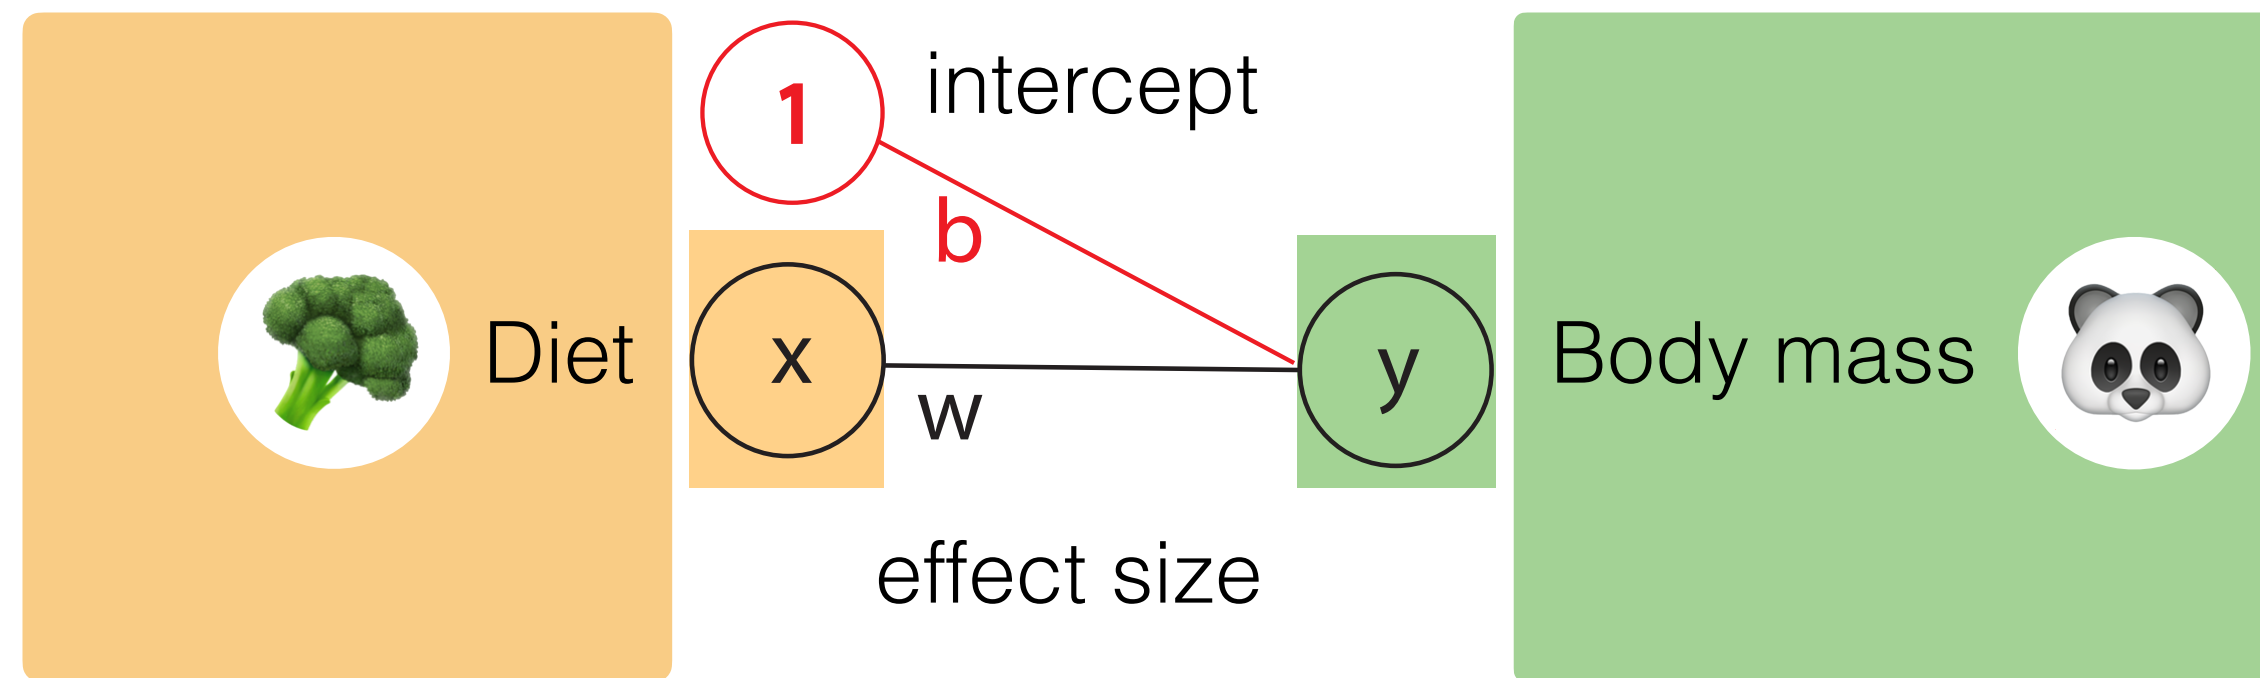 1
intercept
b
Diet
x
y
Body mass
w
effect size